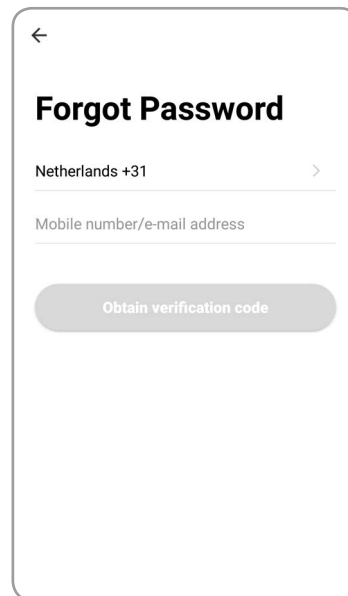 Forgot Password
Netherlands +31
Mobile number/e-mail address
Obtain verification code